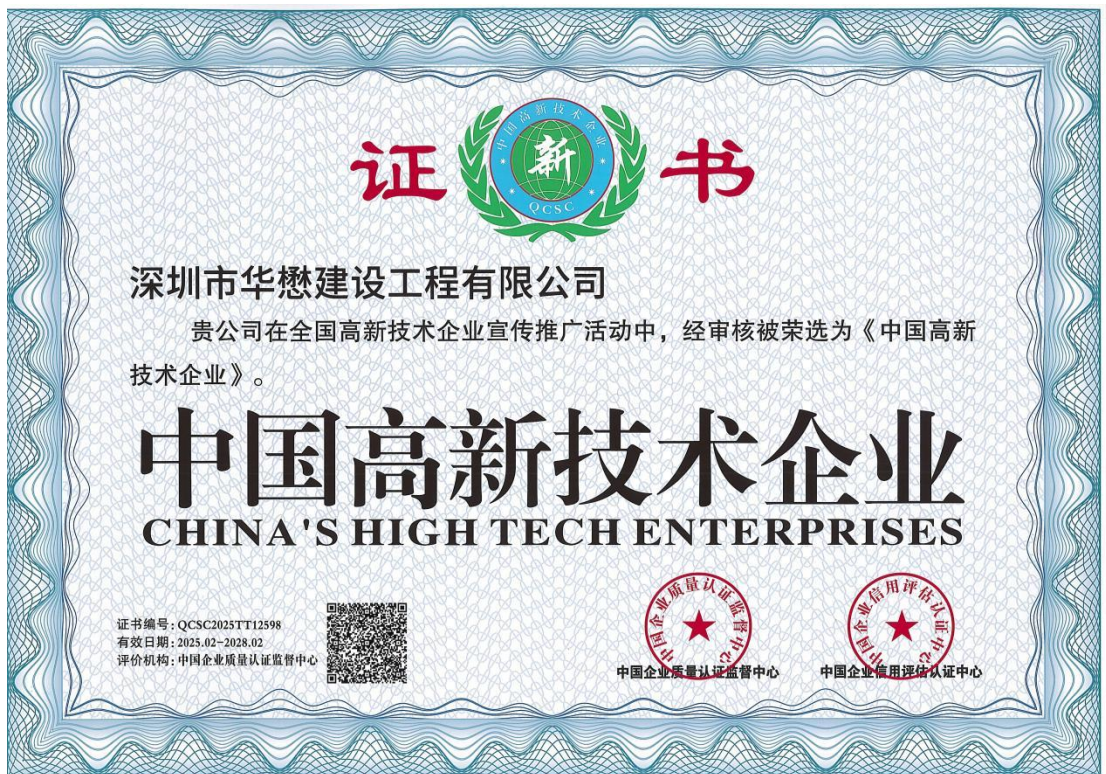 证 书
中国高新技术企业
新
QCSC
深圳市华懋建设工程有限公司
贵公司在全国高新技术企业宣传推广活动中，经审核被荣选为《中国高新
技术企业》。
中国高新技术企业
CHINA'S HIGH TECH ENTERPRISES
证书编号：QCSC2025TT12598
有效日期：2025.02-2028.02
评价机构：中国企业质量认证监督中心
中国企业质量认证监督中心
中国企业信用评估认证中心
中国企业质量认证监督中心
中国企业信用评估认证中心